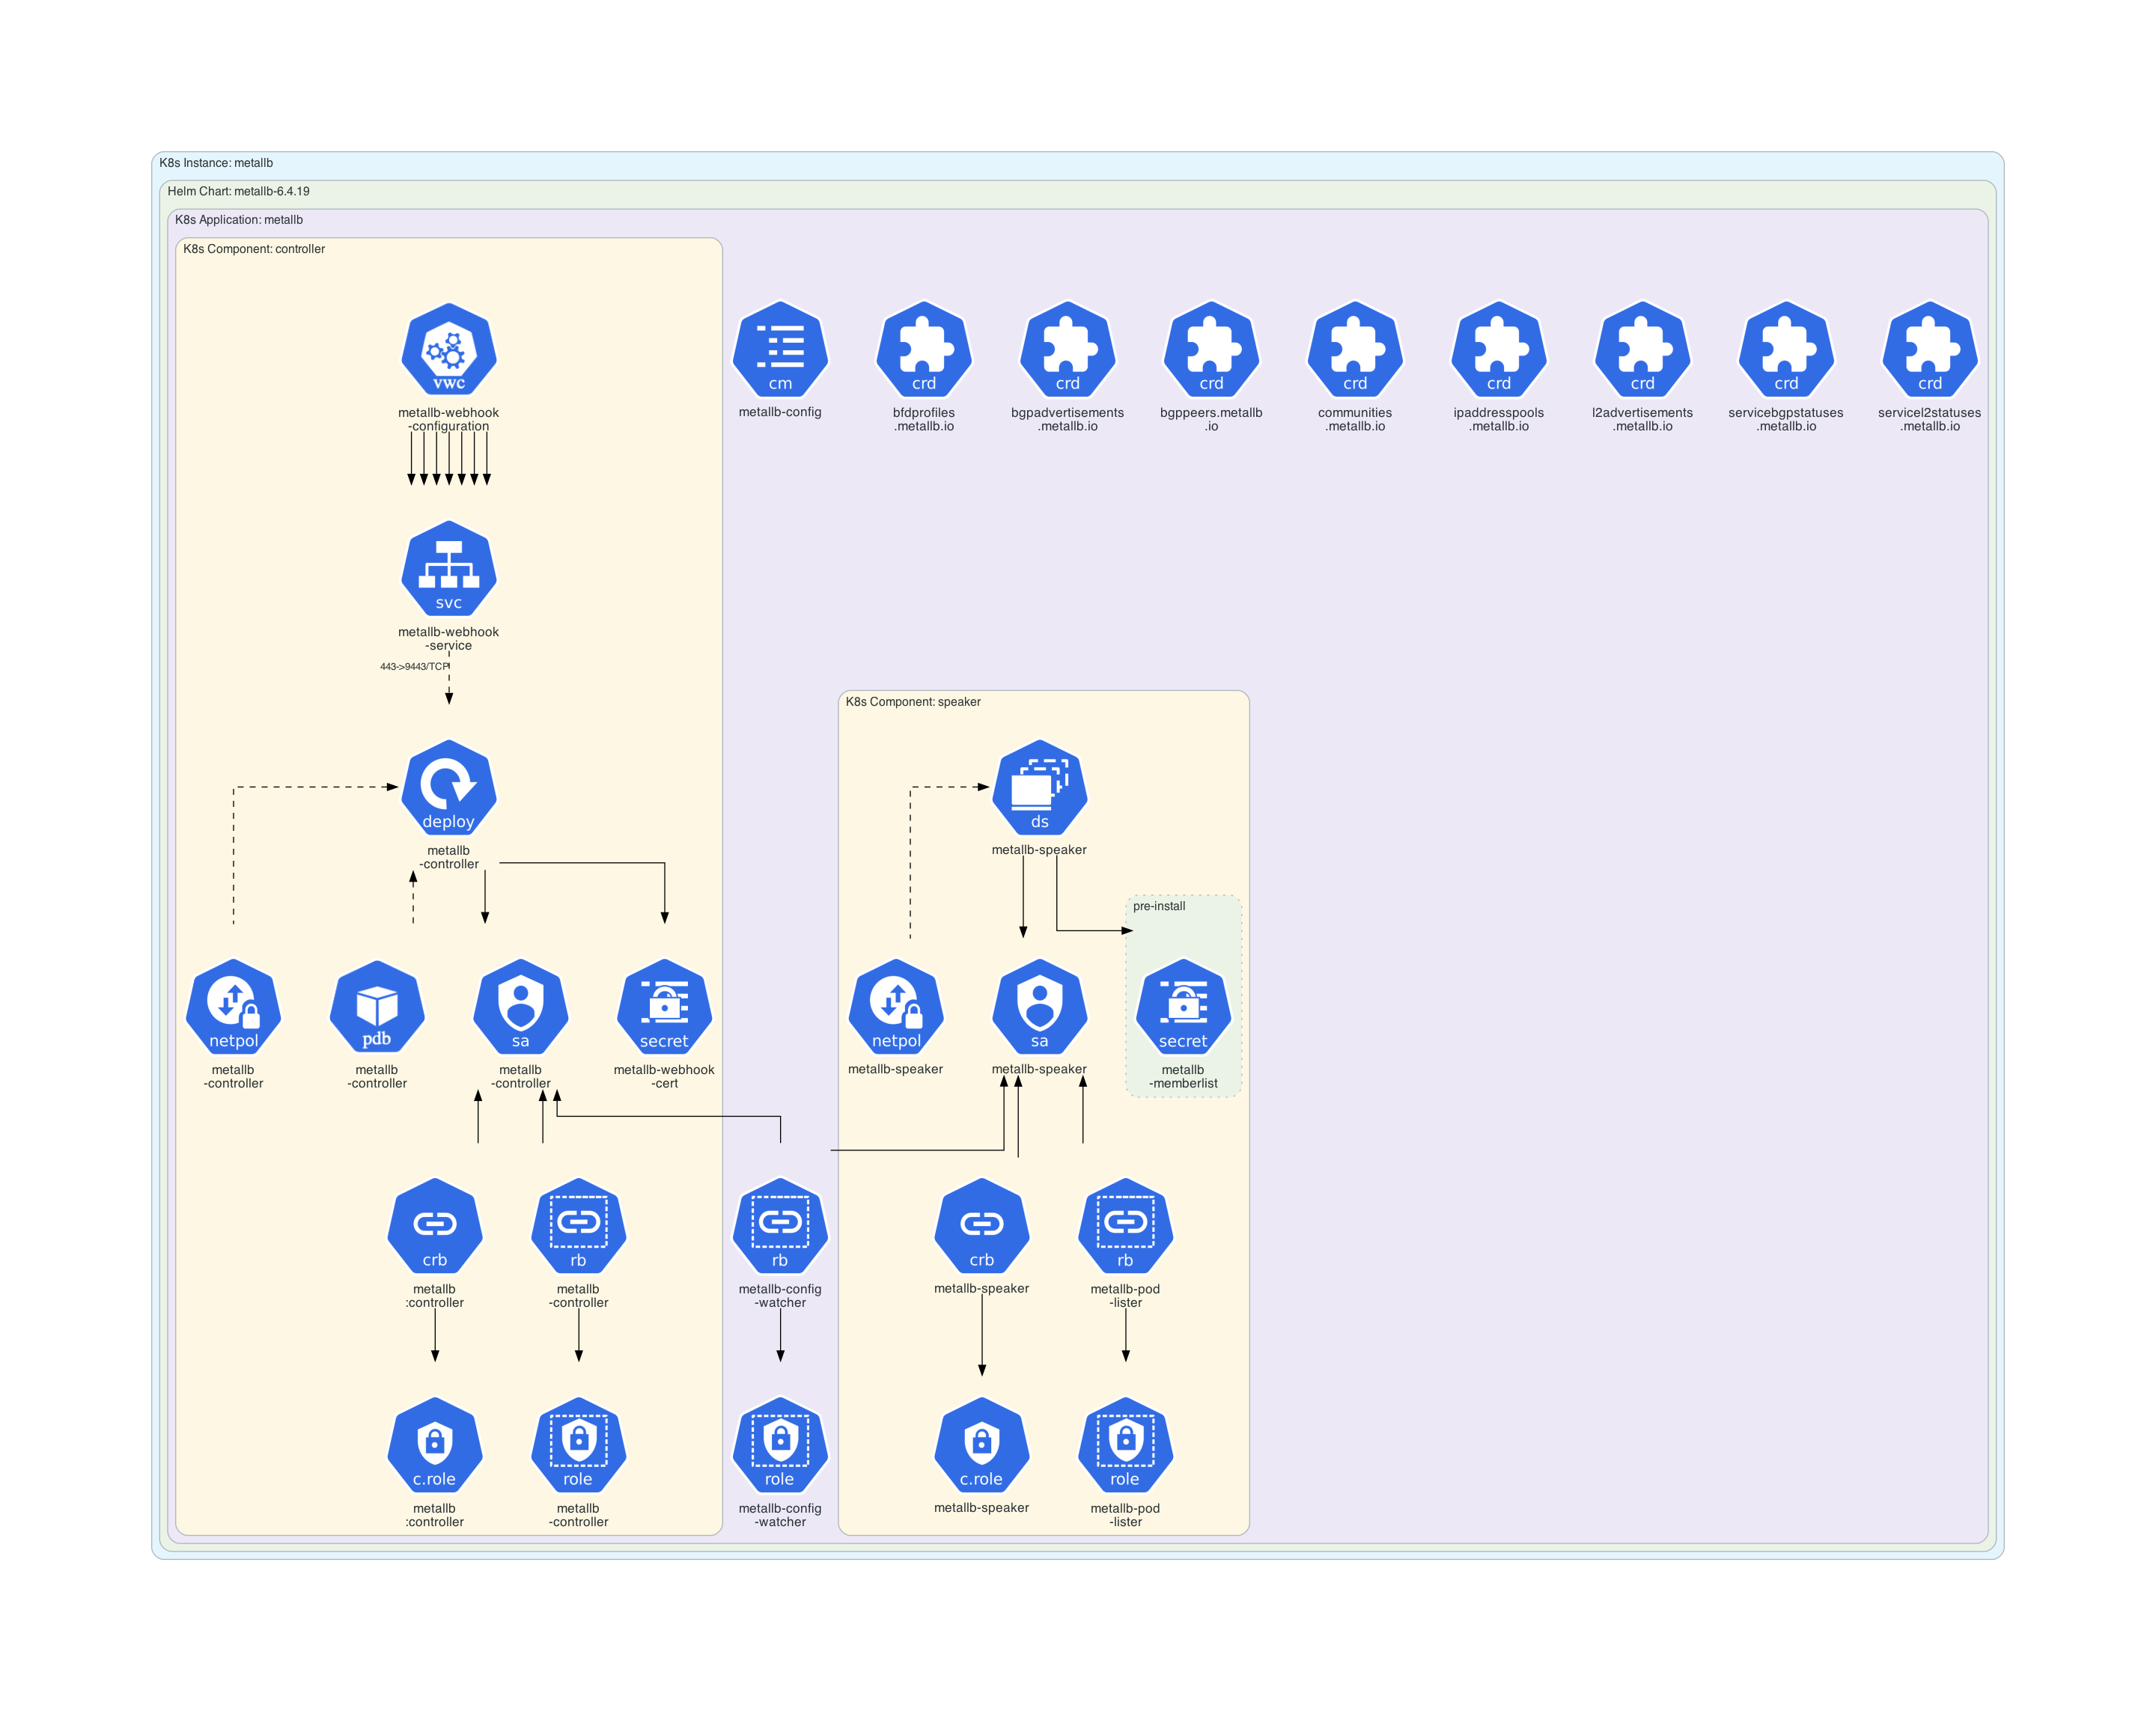 K8s Instance: metallb
Helm Chart: metallb-6.4.19
K8s Application: metallb
K8s Component: controller
vwc
metallb-webhook
-configuration
cm
metallb-config
crd
bfdprofiles
.metallb.io
crd
bgpadvertisements
.metallb.io
crd
bgppeers.metallb
.io
crd
communities
.metallb.io
crd
ipaddresspools
.metallb.io
crd
l2advertisements
.metallb.io
crd
servicebgpstatuses
.metallb.io
crd
servicel2statuses
.metallb.io
svc
metallb-webhook
-service
443->9443/TCP
deploy
metallb
-controller
netpol
metallb
-controller
pdb
metallb
-controller
sa
metallb
-controller
secret
metallb-webhook
-cert
crb
metallb
:controller
rb
metallb
-controller
c.role
metallb
:controller
role
metallb
-controller
rb
metallb-config
-watcher
role
metallb-config
-watcher
K8s Component: speaker
ds
metallb-speaker
netpol
metallb-speaker
sa
metallb-speaker
pre-install
secret
metallb
-memberlist
crb
metallb-speaker
rb
metallb-pod
-lister
c.role
metallb-speaker
role
metallb-pod
-lister